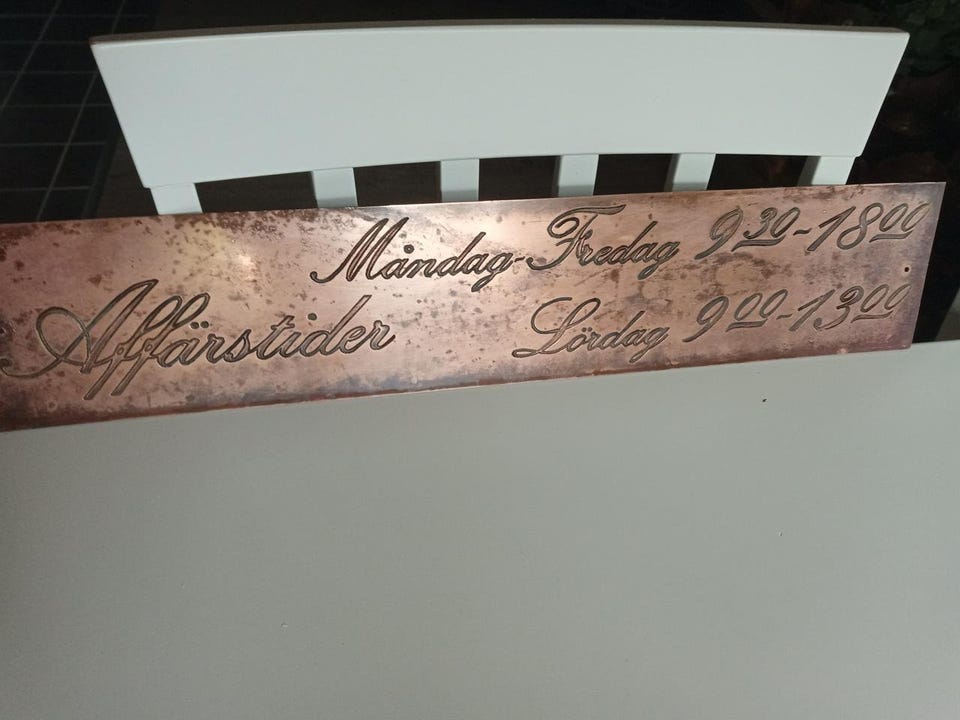 Måndag-Fredag 9³⁰-18⁰⁰
Affärstider Lördag 9⁰⁰-13⁰⁰